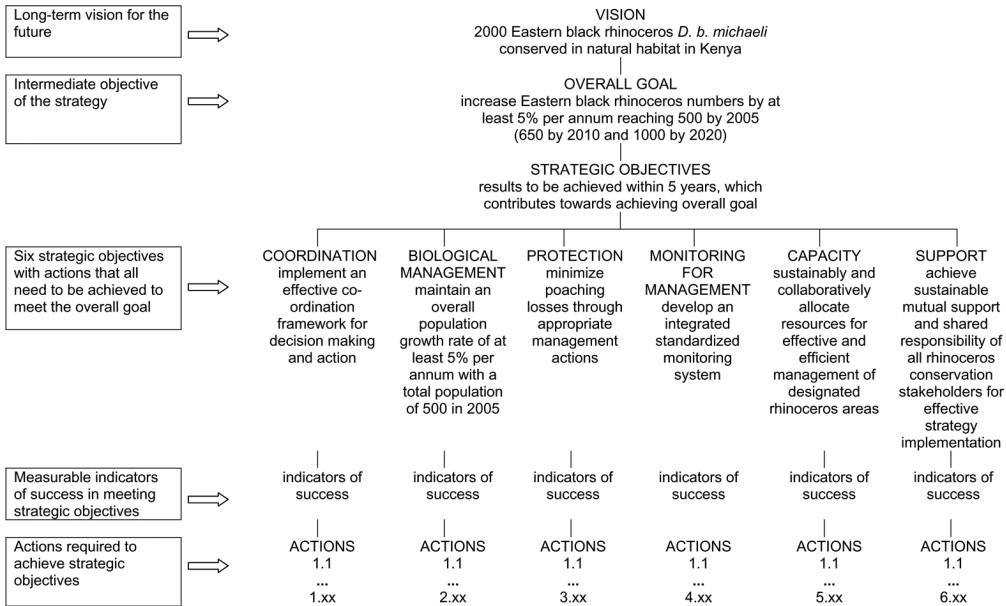 Long-term vision for the
future
VISION
2000 Eastern black rhinoceros D. b. michaeli
conserved in natural habitat in Kenya
Intermediate objective
of the strategy
OVERALL GOAL
increase Eastern black rhinoceros numbers by at
least 5% per annum reaching 500 by 2005
(650 by 2010 and 1000 by 2020)
STRATEGIC OBJECTIVES
results to be achieved within 5 years, which
contributes towards achieving overall goal
Six strategic objectives
with actions that all
need to be achieved to
meet the overall goal
COORDINATION
implement an
effective co-
ordination
framework for
decision making
and action
BIOLOGICAL
MANAGEMENT
maintain an
overall
population
growth rate of at
least 5% per
annum with a
total population
of 500 in 2005
PROTECTION
minimize
poaching
losses through
appropriate
management
actions
MONITORING
FOR
MANAGEMENT
develop an
integrated
standardized
monitoring
system
CAPACITY
sustainably and
collaboratively
allocate
resources for
effective and
efficient
management of
designated
rhinoceros areas
SUPPORT
achieve
sustainable
mutual support
and shared
responsibility of
all rhinoceros
conservation
stakeholders for
effective
strategy
implementation
Measurable indicators
of success in meeting
strategic objectives
indicators of
success
indicators of
success
indicators of
success
indicators of
success
indicators of
success
indicators of
success
Actions required to
achieve strategic
objectives
ACTIONS
1.1
...
1.xx
ACTIONS
1.1
...
2.xx
ACTIONS
1.1
...
3.xx
ACTIONS
1.1
...
4.xx
ACTIONS
1.1
...
5.xx
ACTIONS
1.1
...
6.xx